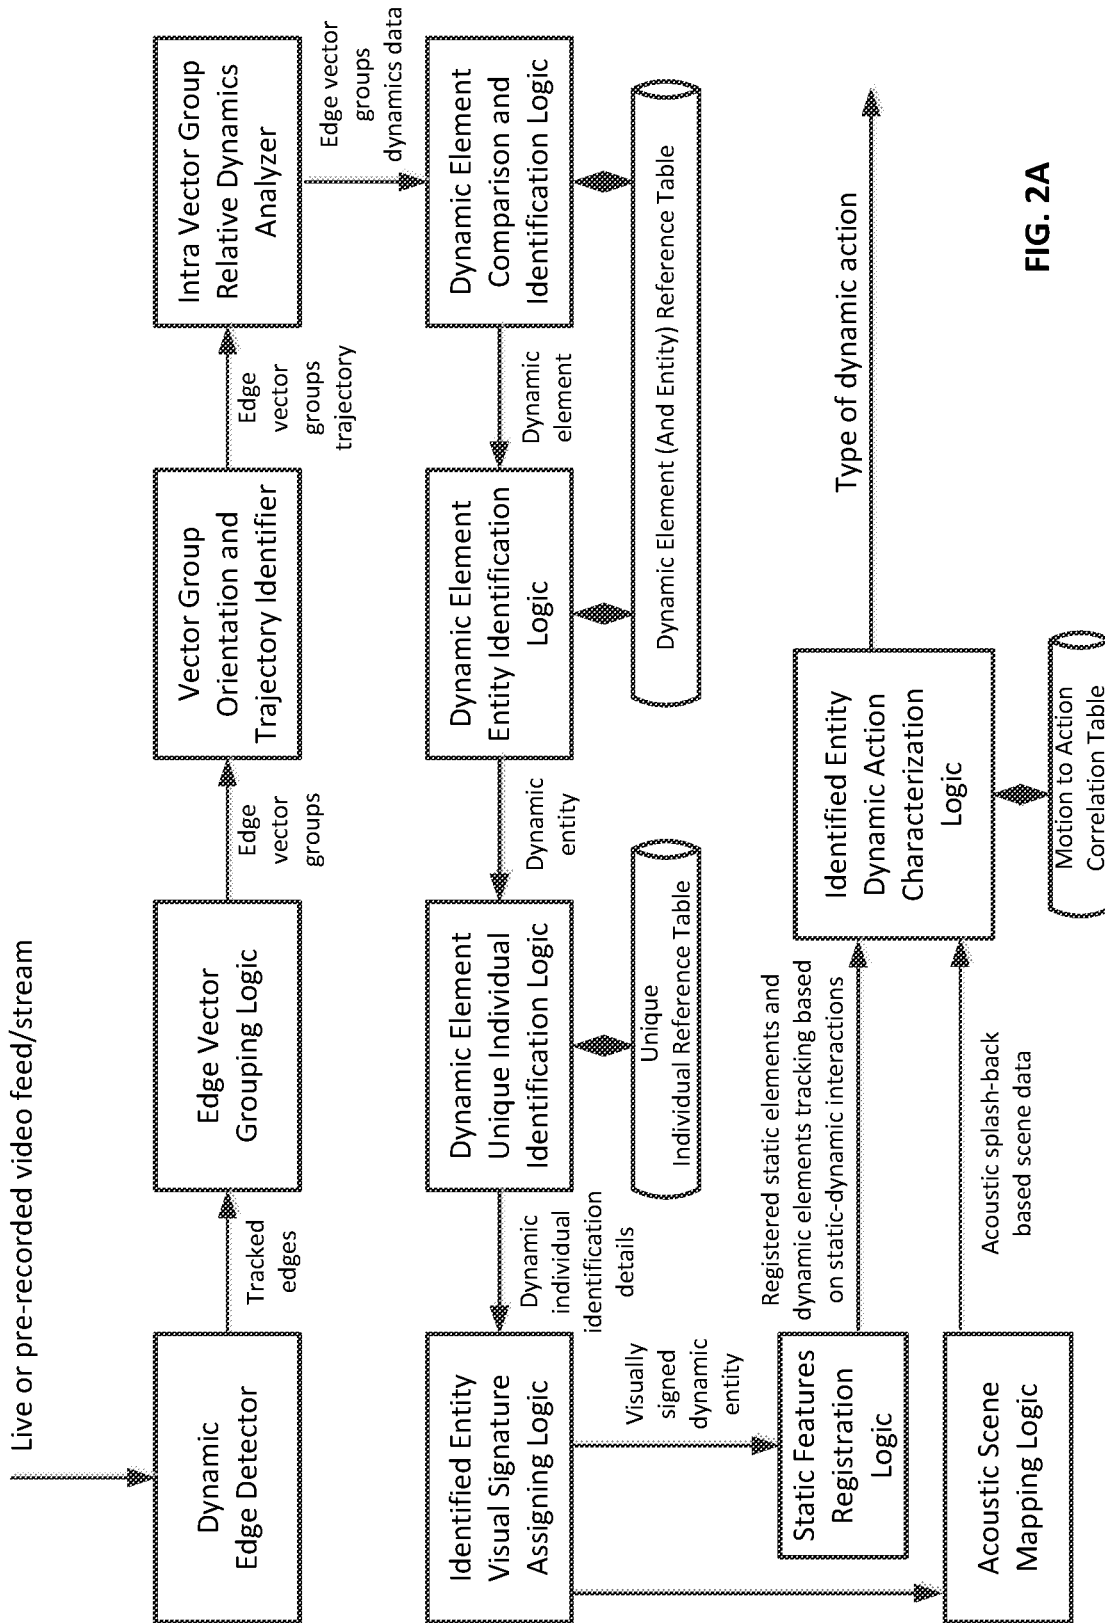 Live or pre-recorded video feed/stream
Dynamic
Edge Detector
Tracked
edges
Edge Vector
Grouping Logic
Edge
vector
groups
Vector Group
Orientation and
Trajectory Identifier
Edge
vector
groups
trajectory
Intra Vector Group
Relative Dynamics
Analyzer
Edge vector
groups
dynamics data
Dynamic Element
Comparison and
Identification Logic
Dynamic
element
Dynamic Element
Entity Identification
Logic
Dynamic Element (And Entity) Reference Table
Dynamic
entity
Dynamic Element
Unique Individual
Identification Logic
Unique
Individual Reference Table
Dynamic
individual
identification
details
Identified Entity
Visual Signature
Assigning Logic
Visually
signed
dynamic
entity
Static Features
Registration
Logic
Registered static elements and
dynamic elements tracking based
on static-dynamic interactions
Acoustic Scene
Mapping Logic
Acoustic splash-back
based scene data
Identified Entity
Dynamic Action
Characterization
Logic
Motion to Action
Correlation Table
Type of dynamic action
FIG. 2A